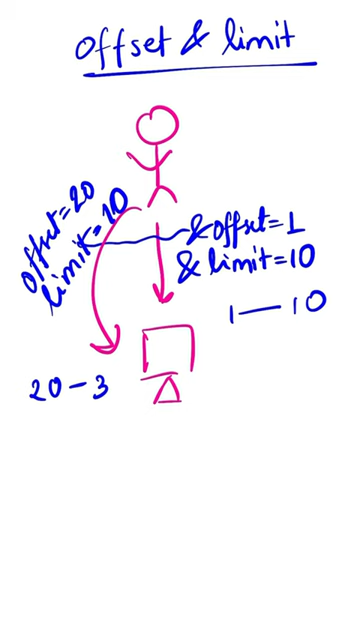 offset & limit
offset=20
limit=10
& offset=1
& limit=10
1—10
20-3